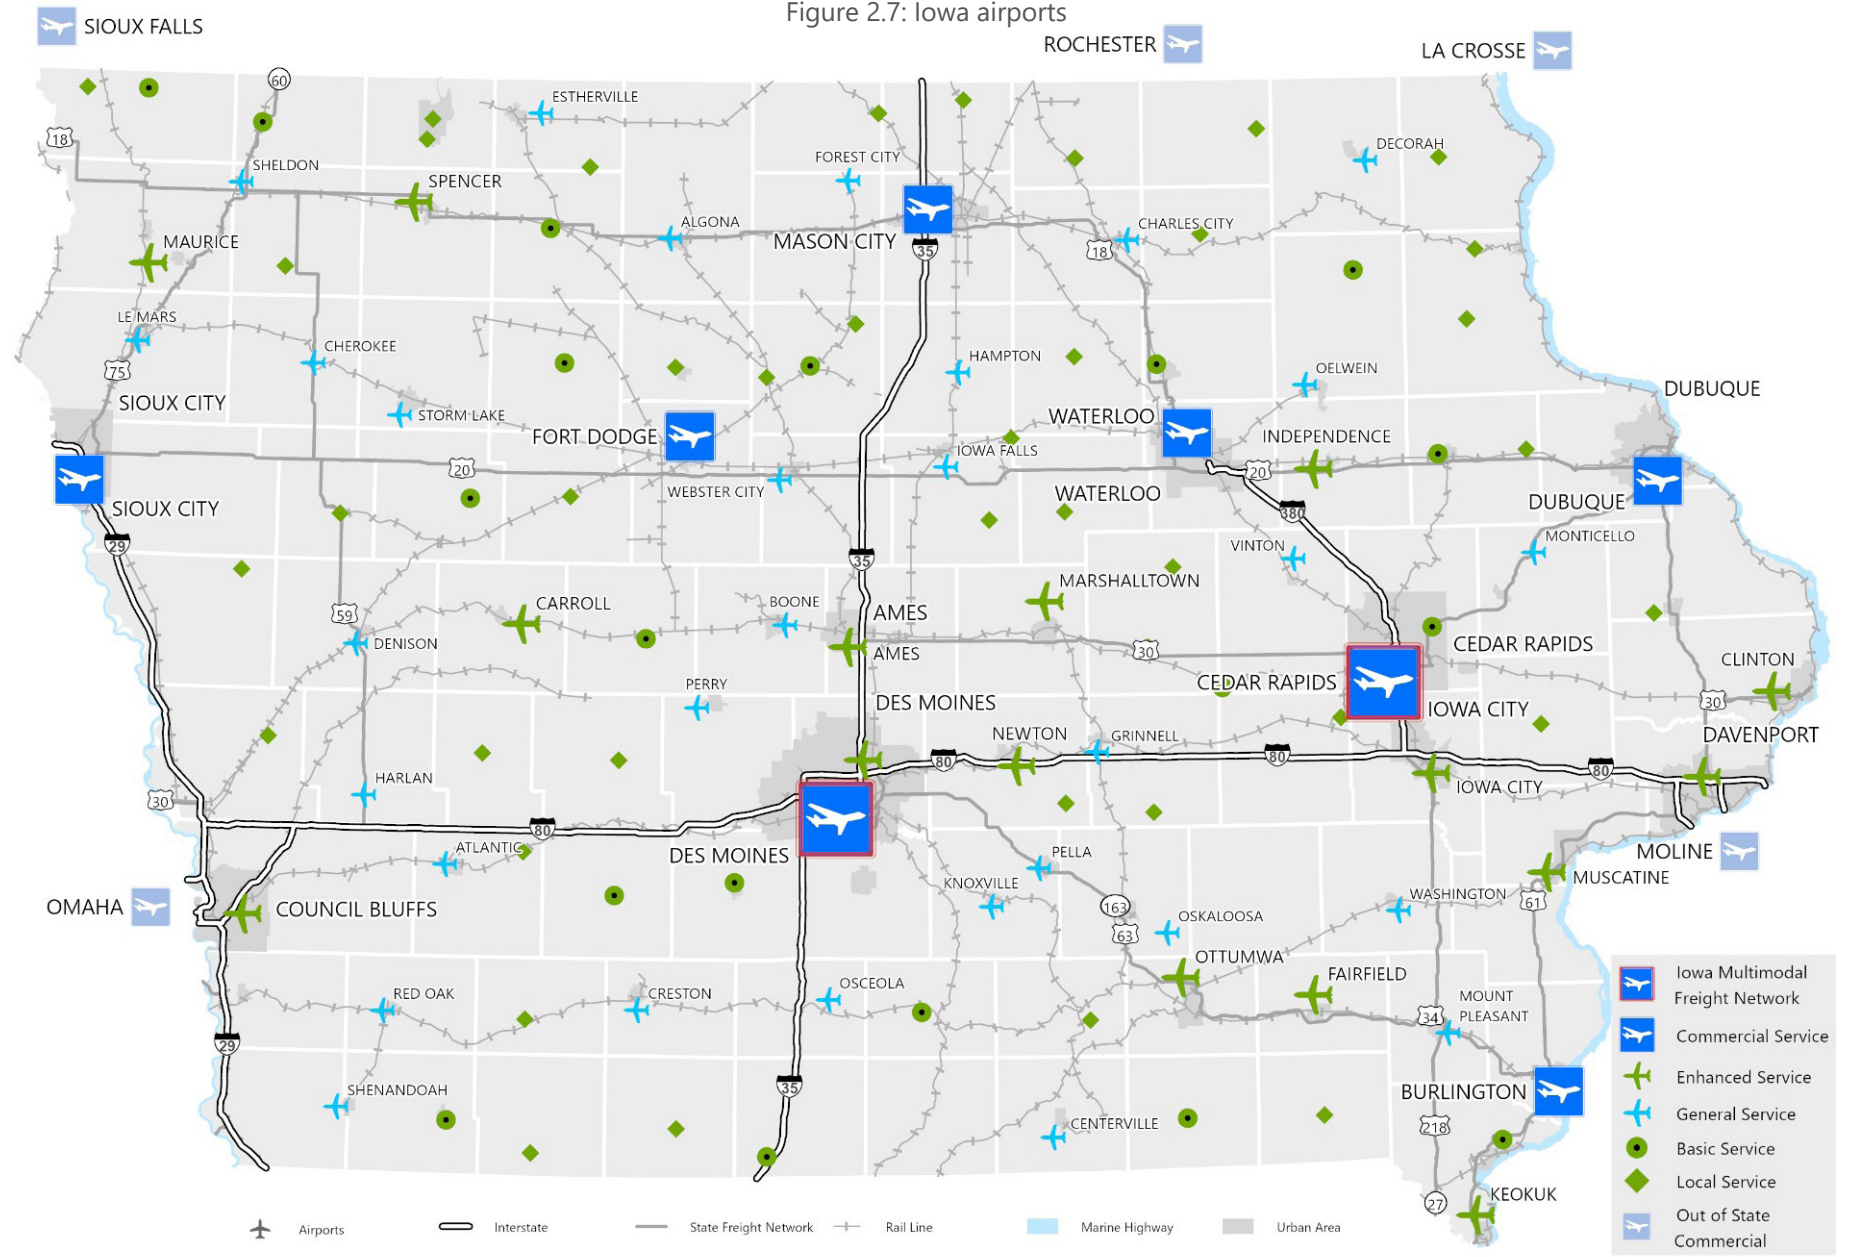 Figure 2.7: Iowa airports
SIOUX FALLS
ROCHESTER
LA CROSSE
60
ESTHERVILLE
18
DECORAH
SHELDON
FOREST CITY
SPENCER
ALGONA
CHARLES CITY
MAURICE
MASON CITY
35
18
LE MARS
CHEROKEE
HAMPTON
75
OELWEIN
DUBUQUE
SIOUX CITY
STORM LAKE
WATERLOO
FORT DODGE
INDEPENDENCE
IOWA FALLS
20
20
WEBSTER CITY
WATERLOO
DUBUQUE
SIOUX CITY
380
29
35
VINTON
MONTICELLO
MARSHALLTOWN
CARROLL
BOONE
AMES
59
DENISON
AMES
30
CEDAR RAPIDS
CLINTON
PERRY
CEDAR RAPIDS
30
DES MOINES
IOWA CITY
NEWTON
GRINNELL
DAVENPORT
80
80
80
HARLAN
IOWA CITY
30
80
ATLANTIC
DES MOINES
PELLA
MOLINE
KNOXVILLE
MUSCATINE
OMAHA
COUNCIL BLUFFS
163
WASHINGTON
61
OSKALOOSA
63
OTTUMWA
FAIRFIELD
RED OAK
CRESTON
OSCEOLA
MOUNT
PLEASANT
34
29
35
SHENANDOAH
BURLINGTON
CENTERVILLE
218
KEOKUK
27
Iowa Multimodal
Freight Network
Commercial Service
Enhanced Service
General Service
Basic Service
Local Service
Out of State
Commercial
Airports
Interstate
State Freight Network
Rail Line
Marine Highway
Urban Area